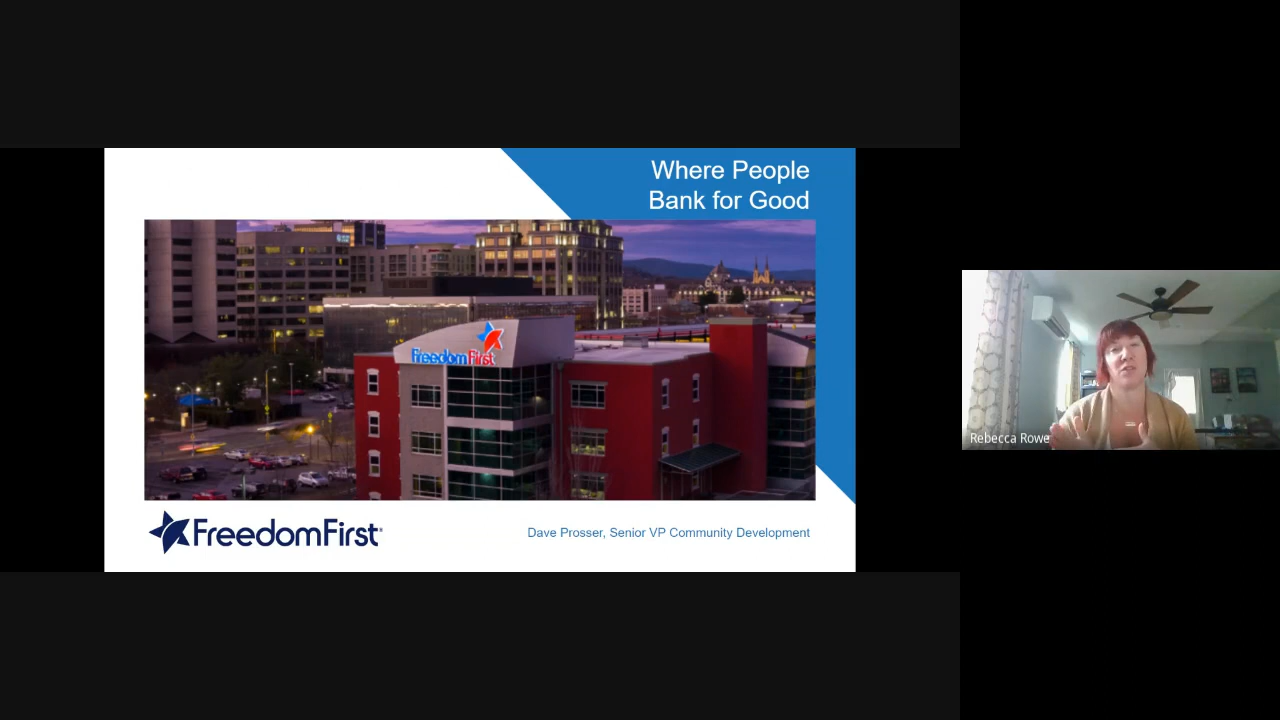 Where People
Bank for Good
FreedomFirst
FreedomFirst®
Dave Prosser, Senior VP Community Development
Rebecca Rowe